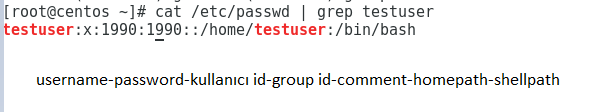 [root@centos ~]# cat /etc/passwd | grep testuser
testuser:x:1990:1990::/home/testuser:/bin/bash
username-password-kullanıcı id-group id-comment-homepath-shellpath